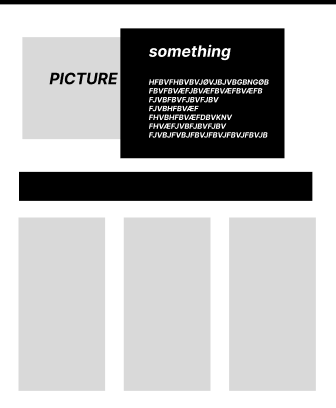 PICTURE
something
HFBVFHBVBVJØVJBJVBGBNGØB
FBVFBVÆFJBVÆFBVÆFBVÆFB
FJVBFBVFJBVFJBV
FJVBHFBVÆF
FHVBHFBVÆFDBVKNV
FHVÆFJVBFJBVFJBV
FJVBJFVBJFBVJFBVJFBVJFBVJB